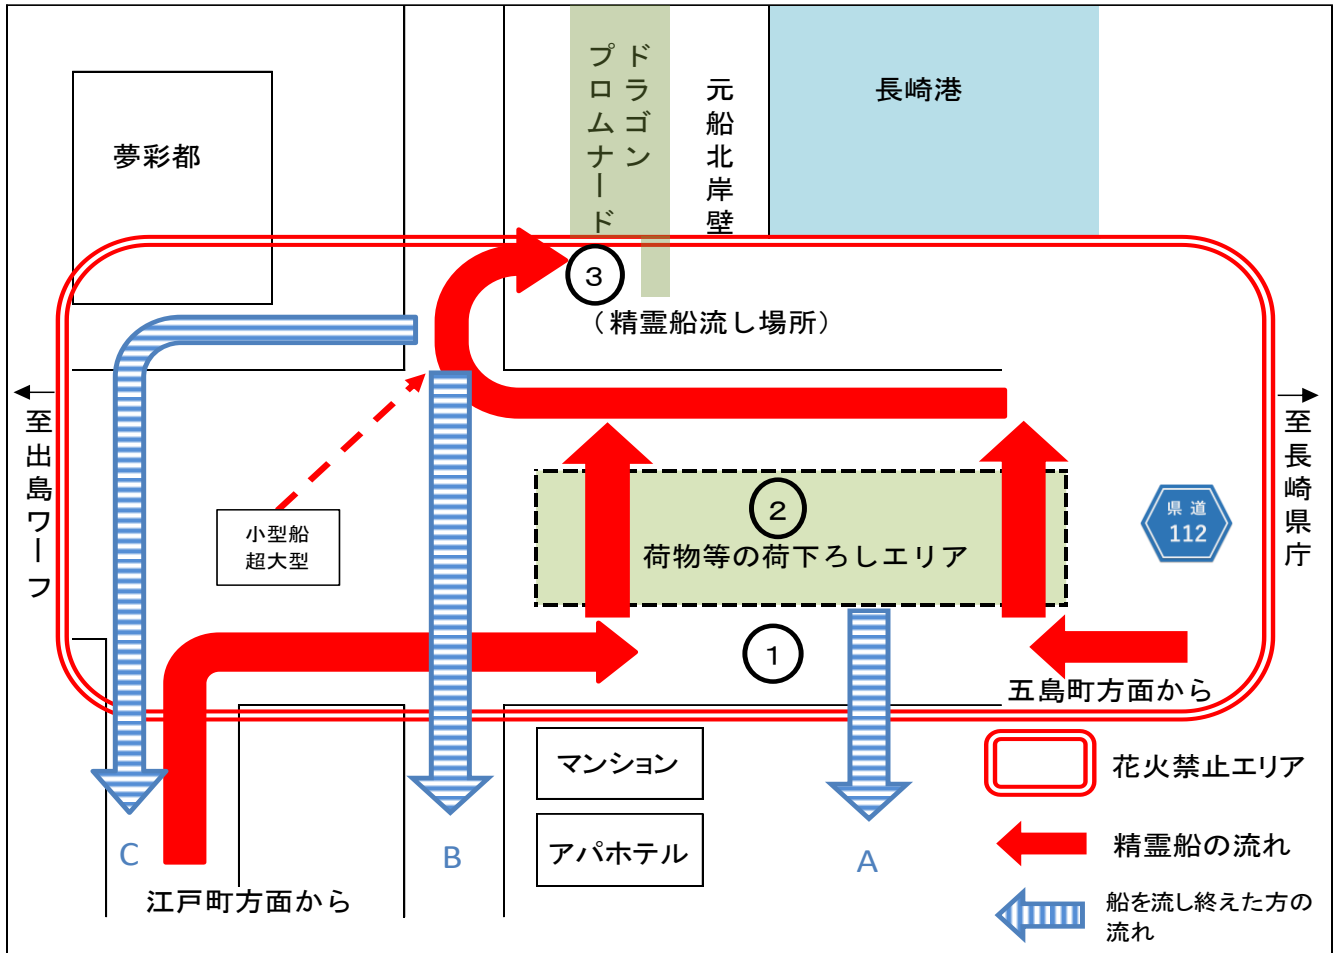 夢彩都
ドラゴン
プロムナード
元船北岸壁
長崎港
③
（精霊船流し場所）
至出島ワーフ
至長崎県庁
小型船
超大型
②
荷物等の荷下ろしエリア
県道
112
①
五島町方面から
マンション
アパホテル
C
B
A
江戸町方面から
花火禁止エリア
精霊船の流れ
船を流し終えた方の
流れ